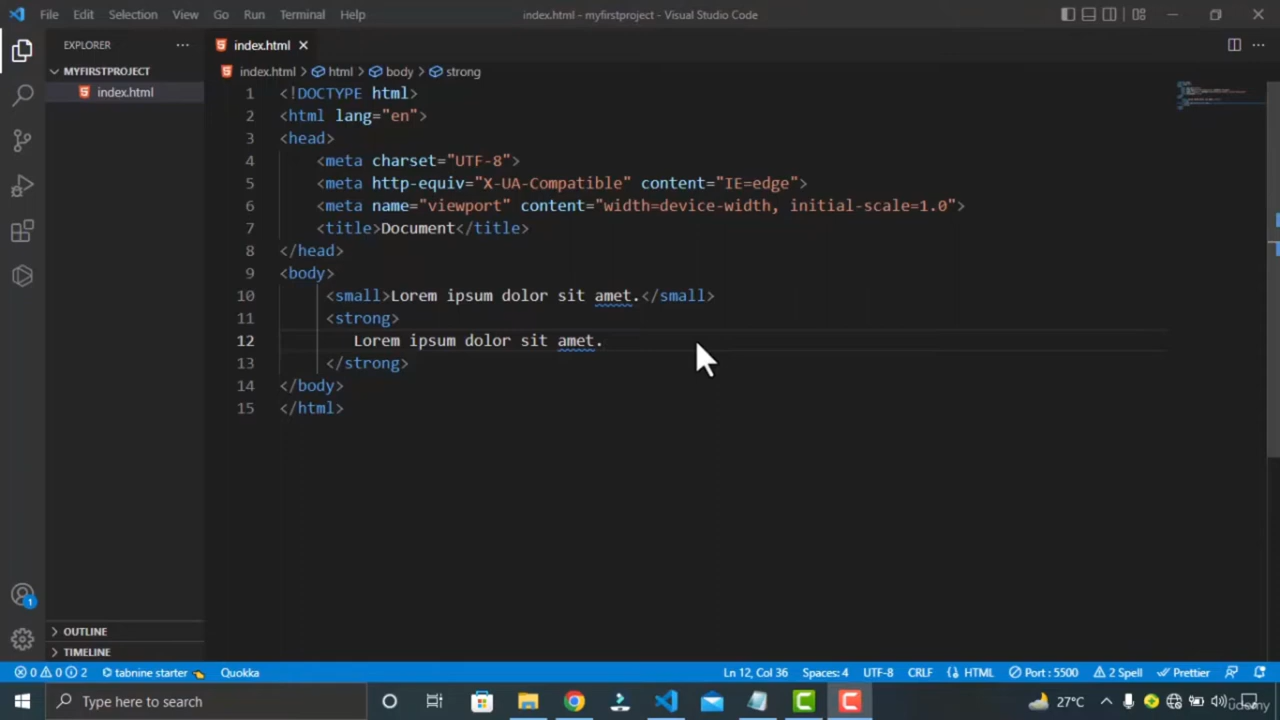 File Edit Selection View Go Run Terminal Help index.html - myfirstproject - Visual Studio Code
EXPLORER
index.html
MYFIRSTPROJECT
index.html
index.html > html > body > strong
1 <!DOCTYPE html>
2 <html lang="en">
3 <head>
4 <meta charset="UTF-8">
5 <meta http-equiv="X-UA-Compatible" content="IE=edge">
6 <meta name="viewport" content="width=device-width, initial-scale=1.0">
7 <title>Document</title>
8 </head>
9 <body>
10 <small>Lorem ipsum dolor sit amet.</small>
11 <strong>
12 Lorem ipsum dolor sit amet.
13 </strong>
14 </body>
15 </html>
1
OUTLINE
TIMELINE
0 0 2 tabnine starter Quokka Ln 12, Col 36 Spaces: 4 UTF-8 CRLF HTML Port : 5500 2 Spell Prettier
Type here to search 27°C
ûdemy